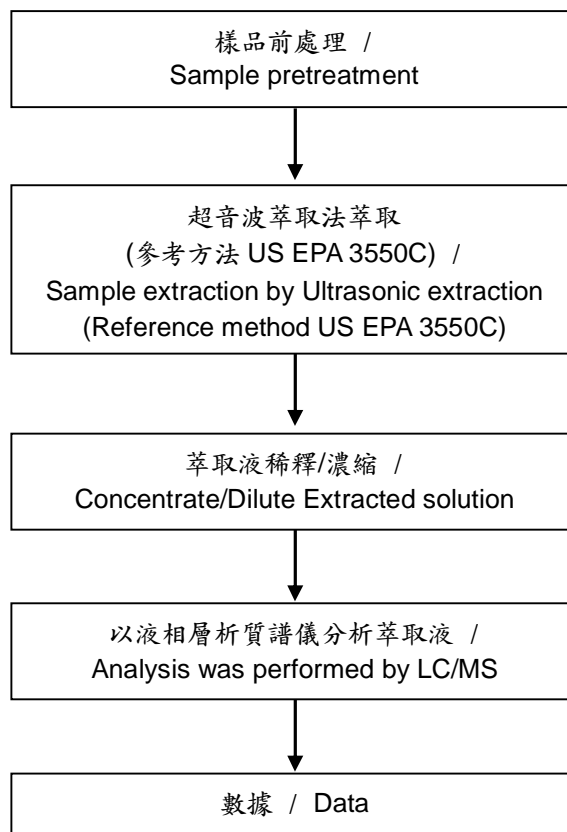 樣品前處理 /
Sample pretreatment
超音波萃取法萃取
(參考方法 US EPA 3550C) /
Sample extraction by Ultrasonic extraction
(Reference method US EPA 3550C)
萃取液稀釋/濃縮 /
Concentrate/Dilute Extracted solution
以液相層析質譜儀分析萃取液 /
Analysis was performed by LC/MS
數據 / Data